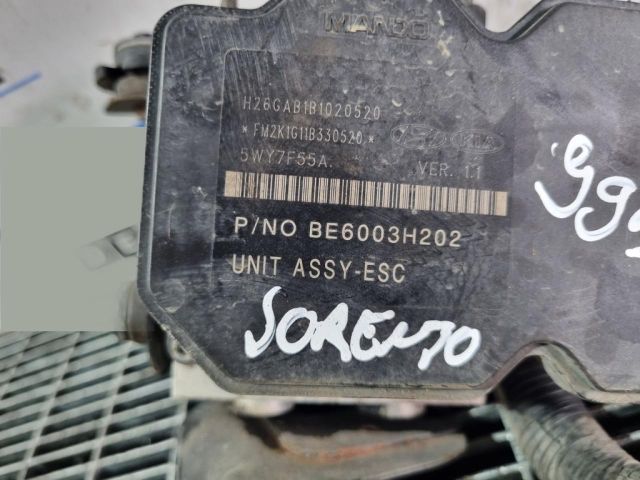 MANDO
H26GAB1B1020520
*FM2K1G11B330520*
5WY7F55A VER. 1.1
P/NO BE6003H202
UNIT ASSY-ESC
SORENTO